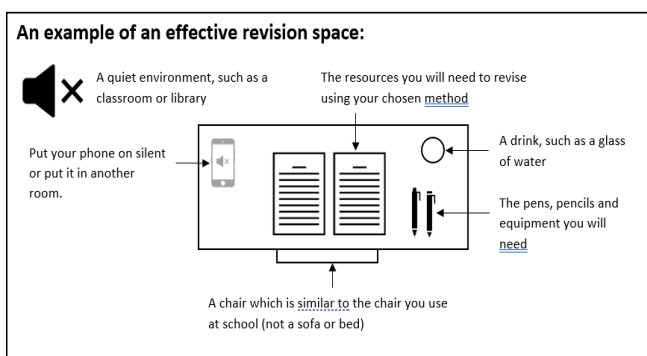 An example of an effective revision space:
A quiet environment, such as a
classroom or library
The resources you will need to revise
using your chosen method
Put your phone on silent
or put it in another
room.
A drink, such as a glass
of water
The pens, pencils and
equipment you will
need
A chair which is similar to the chair you use
at school (not a sofa or bed)